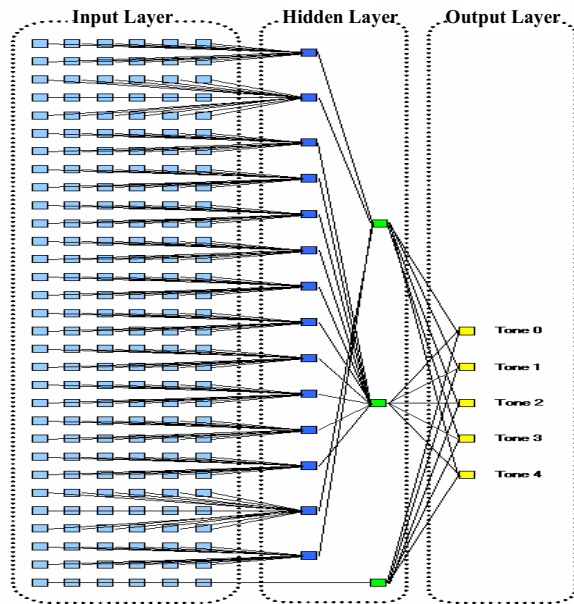 Input Layer Hidden Layer Output Layer
Tone 0
Tone 1
Tone 2
Tone 3
Tone 4